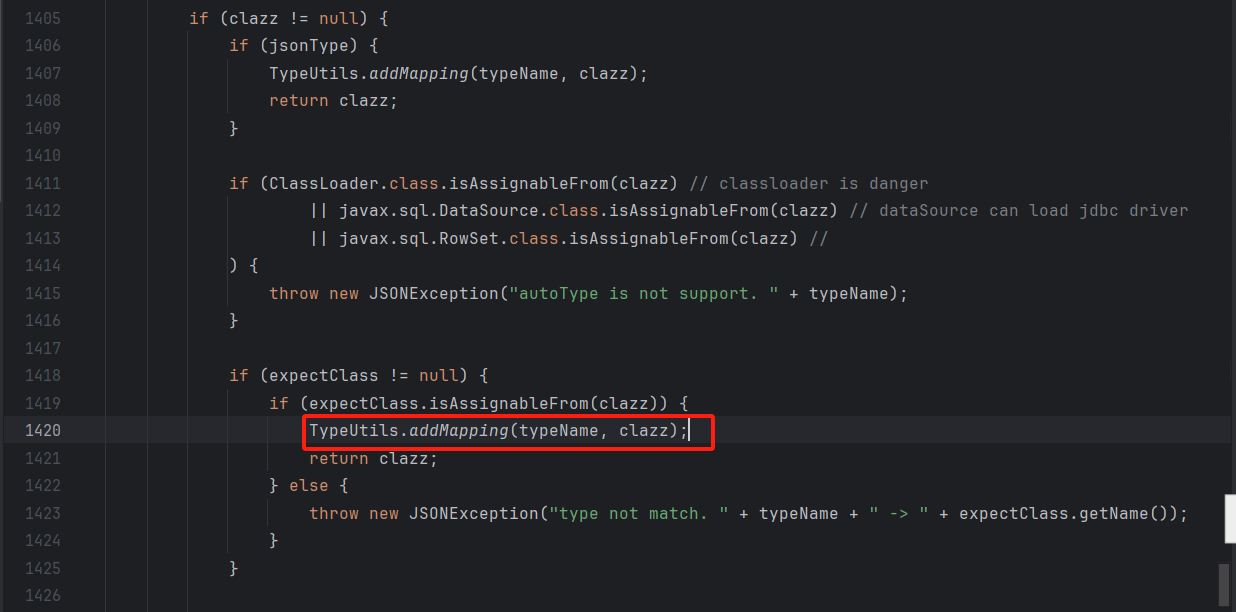 1405 if (clazz != null) {
1406 if (jsonType) {
1407 TypeUtils.addMapping(typeName, clazz);
1408 return clazz;
1409 }
1410
1411 if (ClassLoader.class.isAssignableFrom(clazz) // classloader is danger
1412 || javax.sql.DataSource.class.isAssignableFrom(clazz) // dataSource can load jdbc driver
1413 || javax.sql.RowSet.class.isAssignableFrom(clazz) //
1414 ) {
1415 throw new JSONException("autoType is not support. " + typeName);
1416 }
1417
1418 if (expectClass != null) {
1419 if (expectClass.isAssignableFrom(clazz)) {
1420 TypeUtils.addMapping(typeName, clazz);
1421 return clazz;
1422 } else {
1423 throw new JSONException("type not match. " + typeName + " -> " + expectClass.getName());
1424 }
1425 }
1426